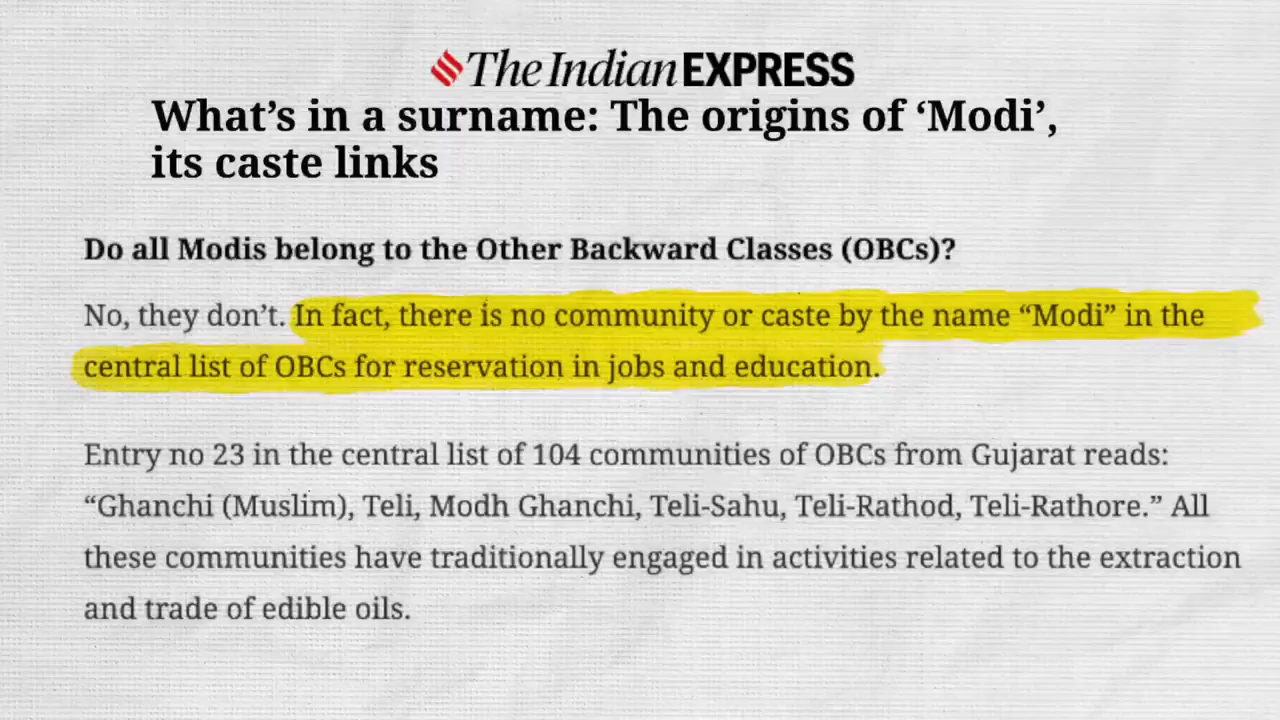 The Indian EXPRESS
What’s in a surname: The origins of ‘Modi’,
its caste links
Do all Modis belong to the Other Backward Classes (OBCs)?
No, they don’t. In fact, there is no community or caste by the name “Modi” in the
central list of OBCs for reservation in jobs and education.
Entry no 23 in the central list of 104 communities of OBCs from Gujarat reads:
“Ghanchi (Muslim), Teli, Modh Ghanchi, Teli-Sahu, Teli-Rathod, Teli-Rathore.” All
these communities have traditionally engaged in activities related to the extraction
and trade of edible oils.